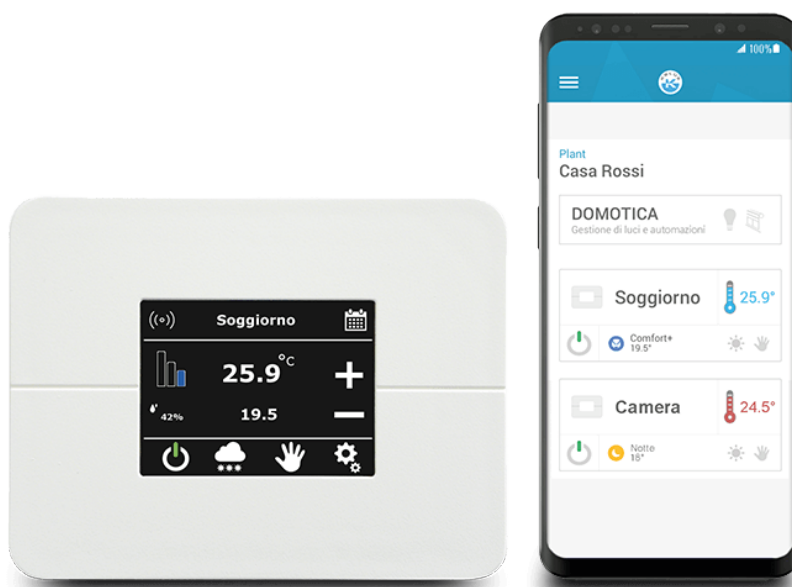 Soggiorno
25.9°C
42%
19.5
100%
Plant
Casa Rossi
DOMOTICA
Gestione di luci e automazioni
Soggiorno
25.9°
Comfort+
19.5°
Camera
24.5°
Notte